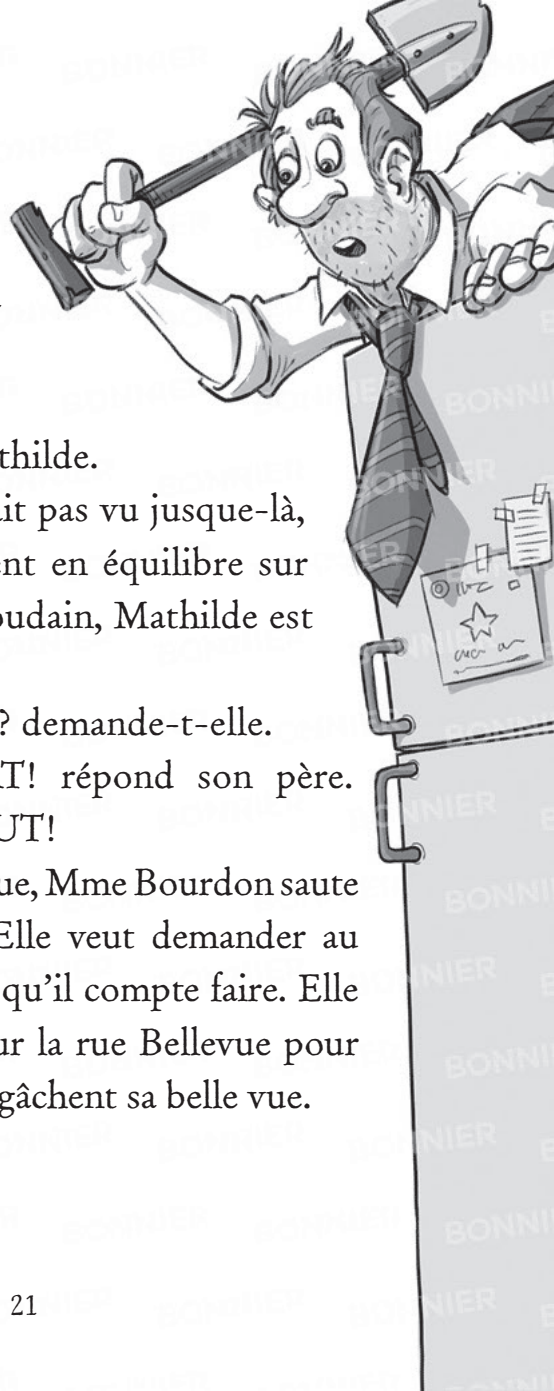 thilde.
it pas vu jusque-là,
nt en équilibre sur
oudain, Mathilde est
? demande-t-elle.
T! répond son père.
UT!
ue, Mme Bourdon saute
Elle veut demander au
qu'il compte faire. Elle
ur la rue Bellevue pour
gâchent sa belle vue.
21
BONNIER